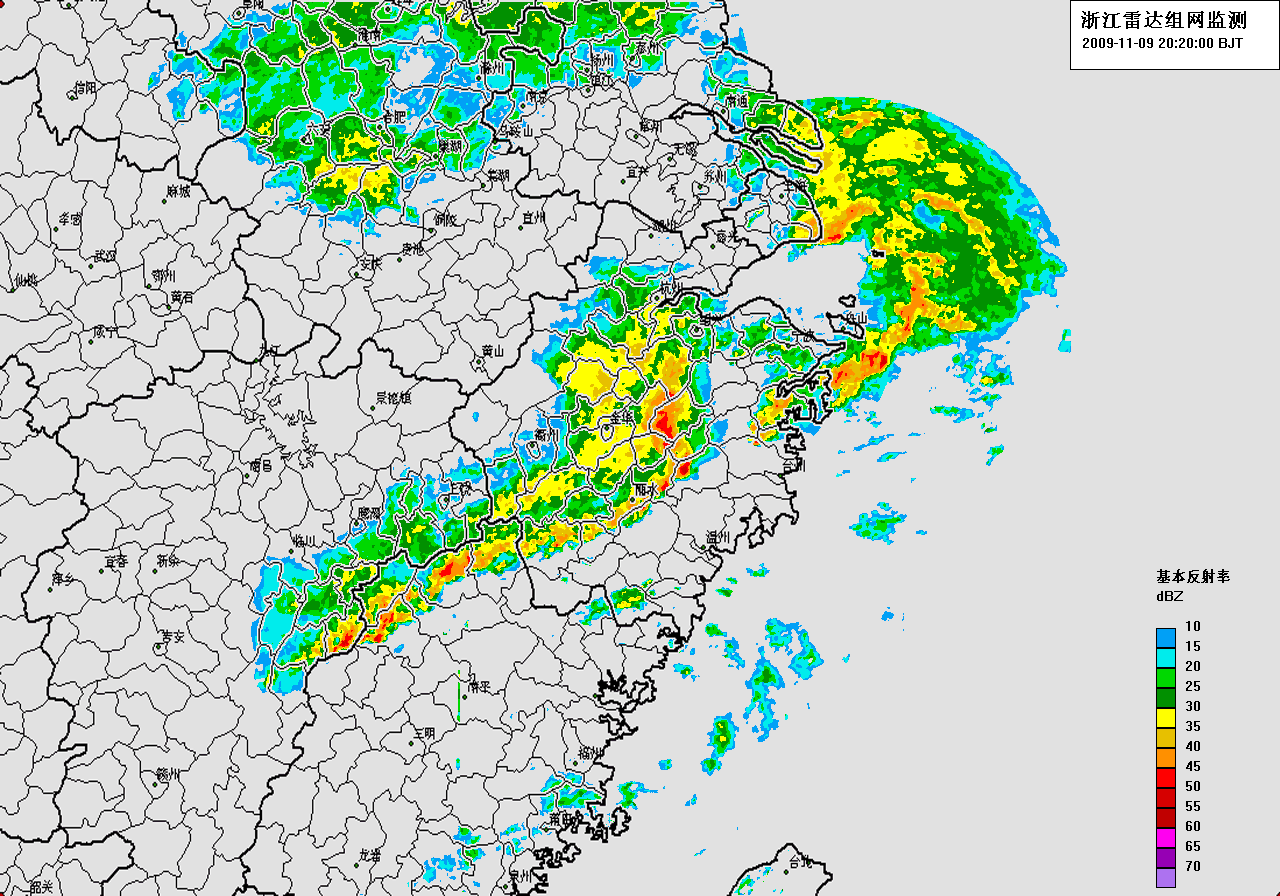 浙江雷达组网监测
2009-11-09 20:20:00 BJT
阜阳
淮南
滁州
扬州
泰州
镇江
信阳
南京
南通
六安
合肥
马鞍山
常州
巢湖
无锡
芜湖
宜兴
苏州
上海
麻城
孝感
铜陵
宣州
湖州
嘉兴
武汉
池州
安庆
仙桃
鄂州
黄石
杭州
绍兴
舟山
咸宁
宁波
九江
黄山
景德镇
金华
衢州
南昌
台州
上饶
丽水
鹰潭
临川
温州
宜春
新余
萍乡
基本反射率
dBZ
吉安
南平
三明
福州
赣州
莆田
龙岩
台北
泉州
韶关
10
15
20
25
30
35
40
45
50
55
60
65
70